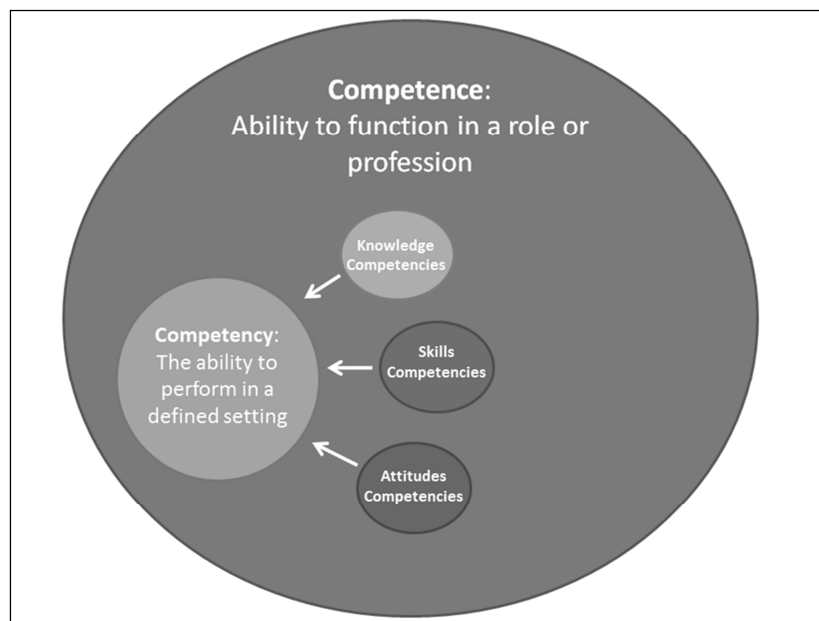 Competence:
Ability to function in a role or
profession
Knowledge
Competencies
Competency:
The ability to
perform in a
defined setting
Skills
Competencies
Attitudes
Competencies